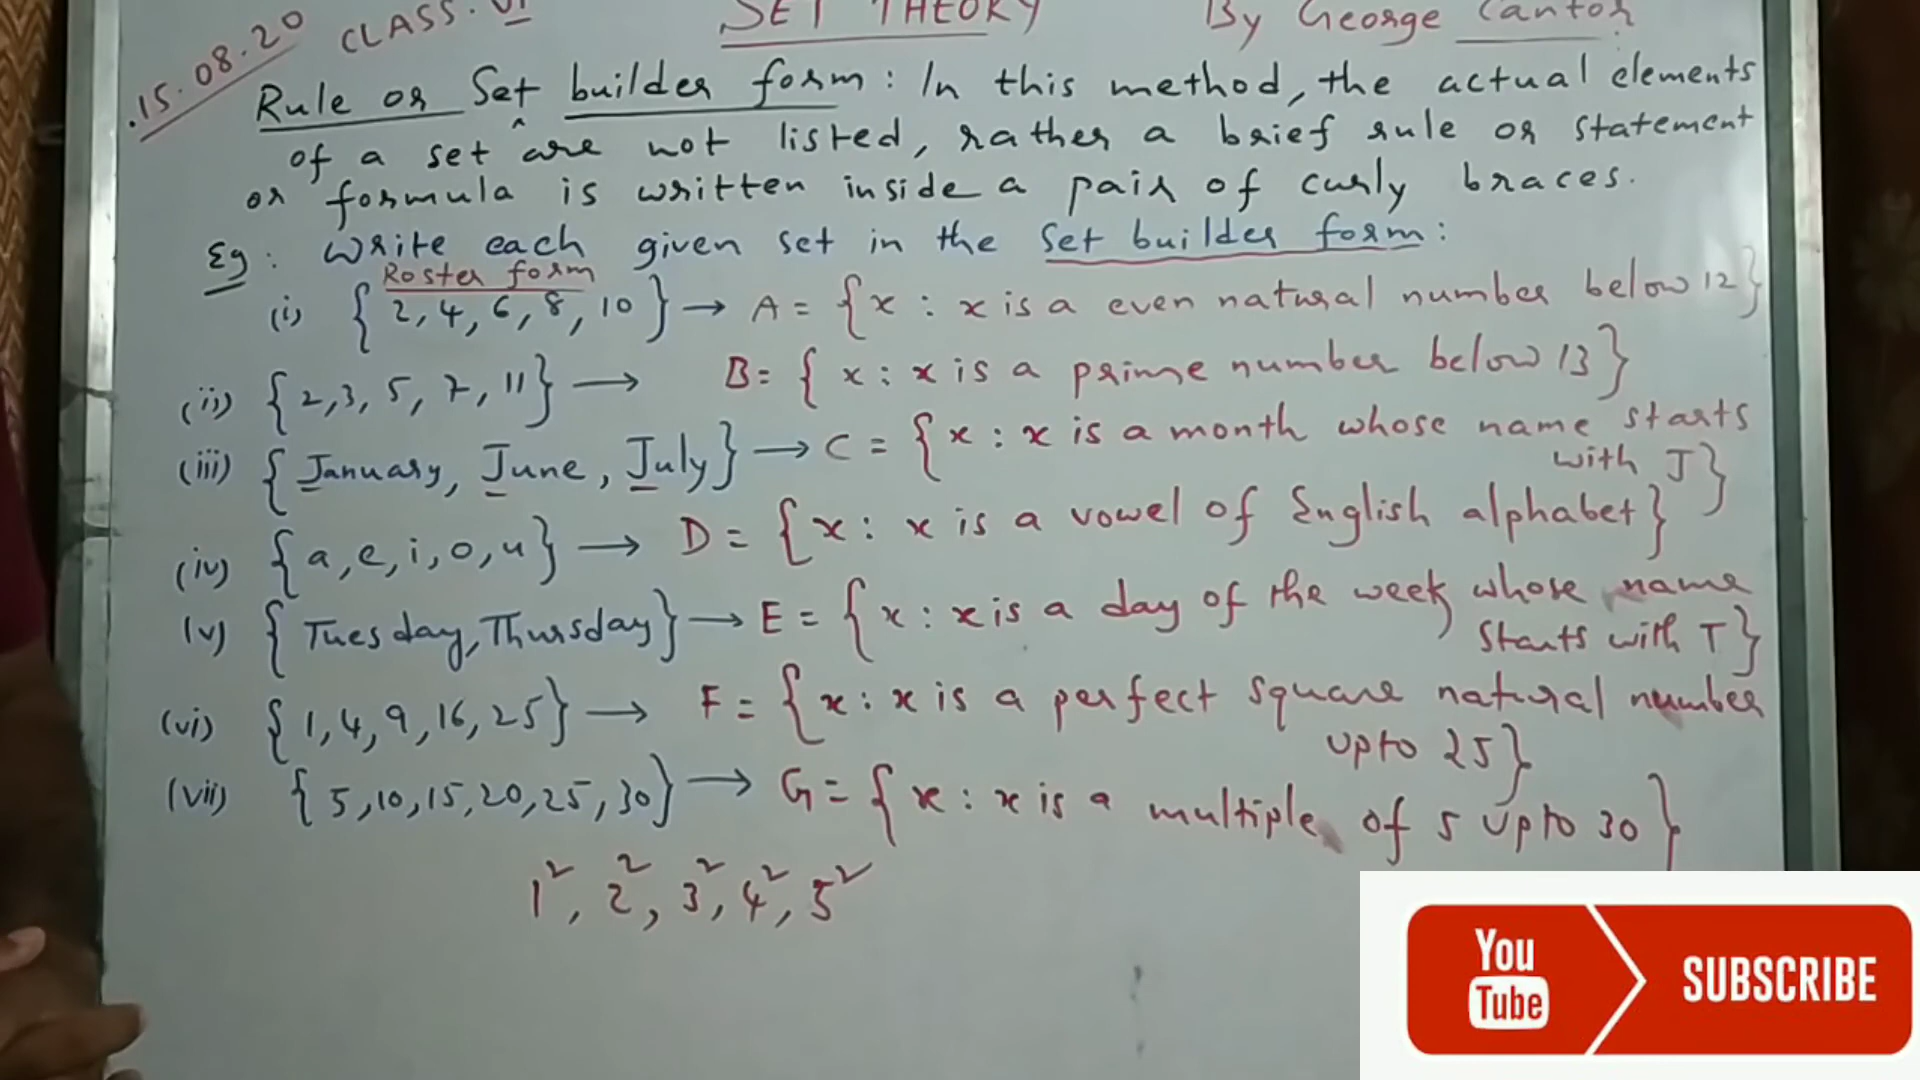 15.08.20 CLASS. VI SET THEORY By George Cantor
Rule or Set builder form: In this method, the actual elements
of a set are not listed, rather a brief rule or statement
or formula is written inside a pair of curly braces.
Eg: Write each given set in the Set builder form:
Roster form
(i) {2, 4, 6, 8, 10} → A = {x : x is a even natural number below 12}
(ii) {2, 3, 5, 7, 11} → B = {x : x is a prime number below 13}
(iii) {January, June, July} → C = {x : x is a month whose name starts
with J}
(iv) {a, e, i, o, u} → D = {x : x is a vowel of English alphabet}
(v) {Tuesday, Thursday} → E = {x : x is a day of the week whose name
starts with T}
(vi) {1, 4, 9, 16, 25} → F = {x : x is a perfect square natural number
upto 25}
(vii) {5, 10, 15, 20, 25, 30} → G = {x : x is a multiple of 5 upto 30}
1², 2², 3², 4², 5²
You
Tube
SUBSCRIBE